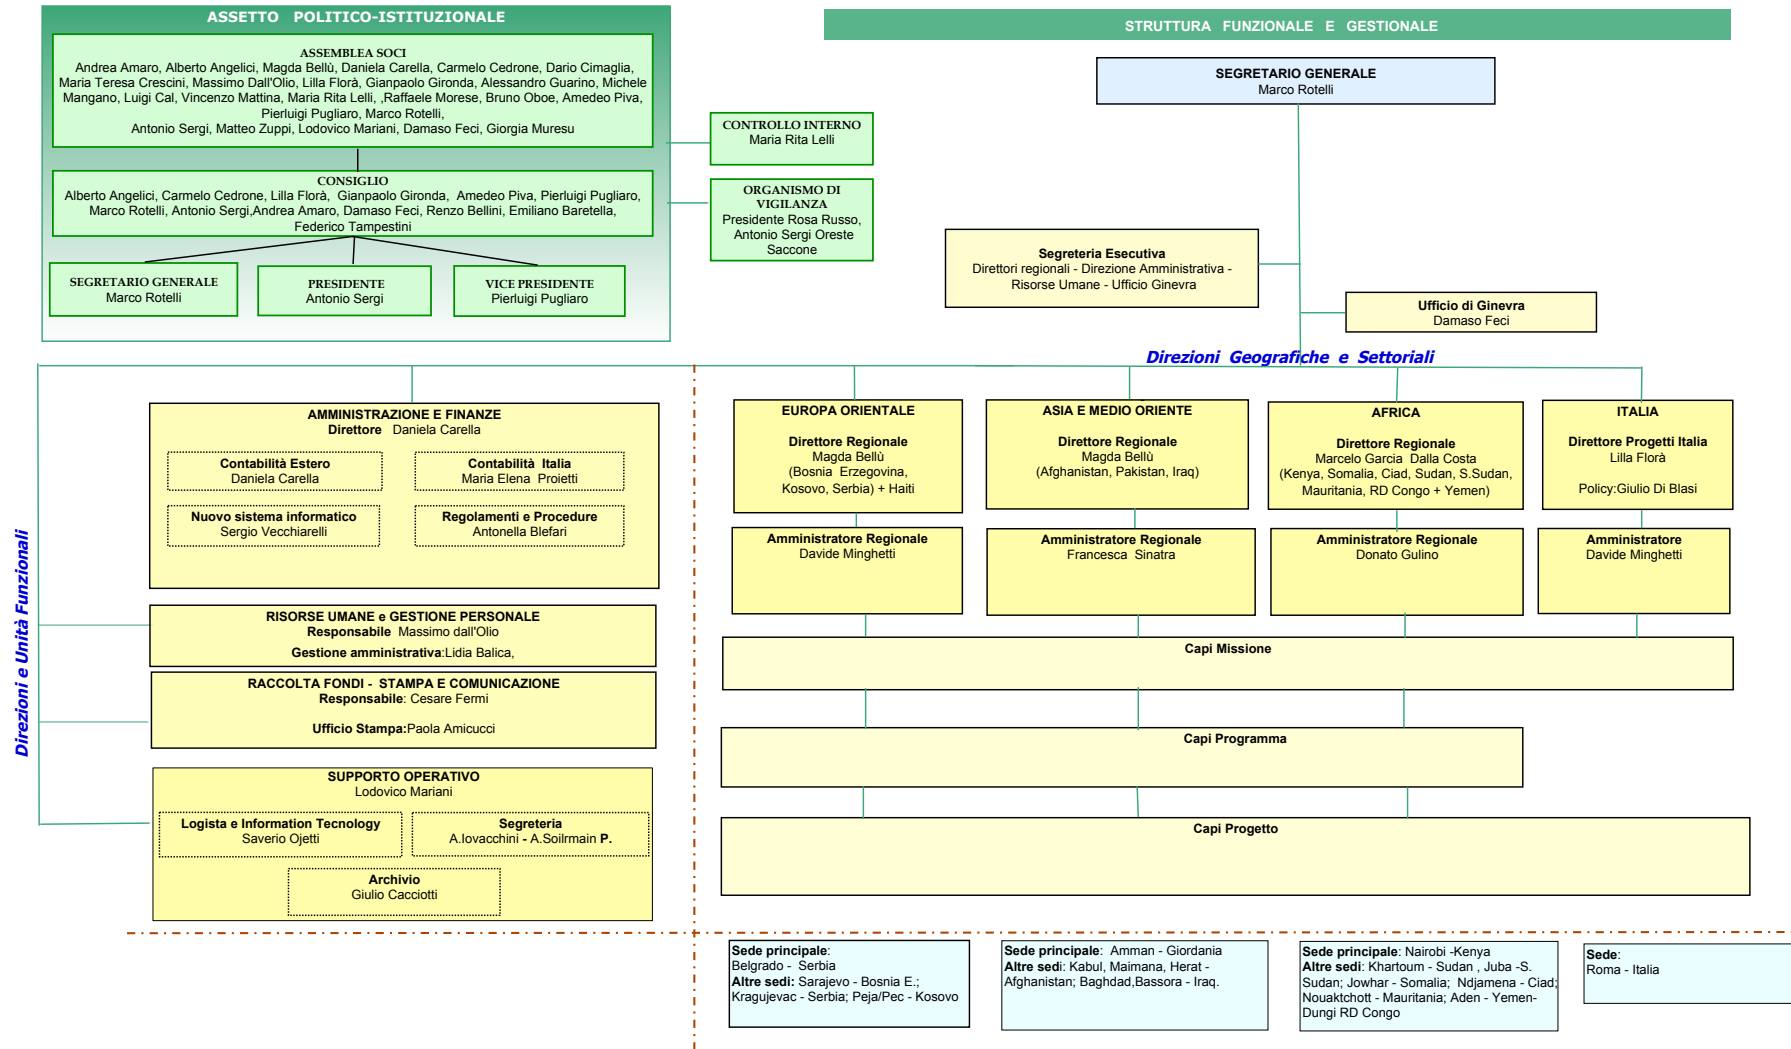 ASSETTO POLITICO-ISTITUZIONALE
ASSEMBLEA SOCI
Andrea Amaro, Alberto Angelici, Magda Bellù, Daniela Carella, Carmelo Cedrone, Dario Cimaglia,
Maria Teresa Crescini, Massimo Dall'Olio, Lilla Florà, Gianpaolo Gironda, Alessandro Guarino, Michele
Mangano, Luigi Cal, Vincenzo Mattina, Maria Rita Lelli, ,Raffaele Morese, Bruno Oboe, Amedeo Piva,
Pierluigi Pugliaro, Marco Rotelli,
Antonio Sergi, Matteo Zuppi, Lodovico Mariani, Damaso Feci, Giorgia Muresu
CONSIGLIO
Alberto Angelici, Carmelo Cedrone, Lilla Florà, Gianpaolo Gironda, Amedeo Piva, Pierluigi Pugliaro,
Marco Rotelli, Antonio Sergi,Andrea Amaro, Damaso Feci, Renzo Bellini, Emiliano Baretella,
Federico Tampestini
SEGRETARIO GENERALE
Marco Rotelli
PRESIDENTE
Antonio Sergi
VICE PRESIDENTE
Pierluigi Pugliaro
CONTROLLO INTERNO
Maria Rita Lelli
ORGANISMO DI
VIGILANZA
Presidente Rosa Russo,
Antonio Sergi Oreste
Saccone
STRUTTURA FUNZIONALE E GESTIONALE
SEGRETARIO GENERALE
Marco Rotelli
Segreteria Esecutiva
Direttori regionali - Direzione Amministrativa -
Risorse Umane - Ufficio Ginevra
Ufficio di Ginevra
Damaso Feci
Direzioni Geografiche e Settoriali
Direzioni e Unità Funzionali
AMMINISTRAZIONE E FINANZE
Direttore Daniela Carella
Contabilità Estero
Daniela Carella
Contabilità Italia
Maria Elena Proietti
Nuovo sistema informatico
Sergio Vecchiarelli
Regolamenti e Procedure
Antonella Blefari
RISORSE UMANE e GESTIONE PERSONALE
Responsabile Massimo dall'Olio
Gestione amministrativa:Lidia Balica,
RACCOLTA FONDI - STAMPA E COMUNICAZIONE
Responsabile: Cesare Fermi
Ufficio Stampa:Paola Amicucci
SUPPORTO OPERATIVO
Lodovico Mariani
Logista e Information Tecnology
Saverio Ojetti
Segreteria
A.Iovacchini - A.Soilrmain P.
Archivio
Giulio Cacciotti
EUROPA ORIENTALE
Direttore Regionale
Magda Bellù
(Bosnia Erzegovina,
Kosovo, Serbia) + Haiti
Amministratore Regionale
Davide Minghetti
ASIA E MEDIO ORIENTE
Direttore Regionale
Magda Bellù
(Afghanistan, Pakistan, Iraq)
Amministratore Regionale
Francesca Sinatra
AFRICA
Direttore Regionale
Marcelo Garcia Dalla Costa
(Kenya, Somalia, Ciad, Sudan, S.Sudan,
Mauritania, RD Congo + Yemen)
Amministratore Regionale
Donato Gulino
ITALIA
Direttore Progetti Italia
Lilla Florà
Policy:Giulio Di Blasi
Amministratore
Davide Minghetti
Capi Missione
Capi Programma
Capi Progetto
Sede principale:
Belgrado - Serbia
Altre sedi: Sarajevo - Bosnia E.;
Kragujevac - Serbia; Peja/Pec - Kosovo
Sede principale: Amman - Giordania
Altre sedi: Kabul, Maimana, Herat -
Afghanistan; Baghdad,Bassora - Iraq.
Sede principale: Nairobi -Kenya
Altre sedi: Khartoum - Sudan , Juba -S.
Sudan; Jowhar - Somalia; Ndjamena - Ciad;
Nouaktchott - Mauritania; Aden - Yemen-
Dungi RD Congo
Sede:
Roma - Italia